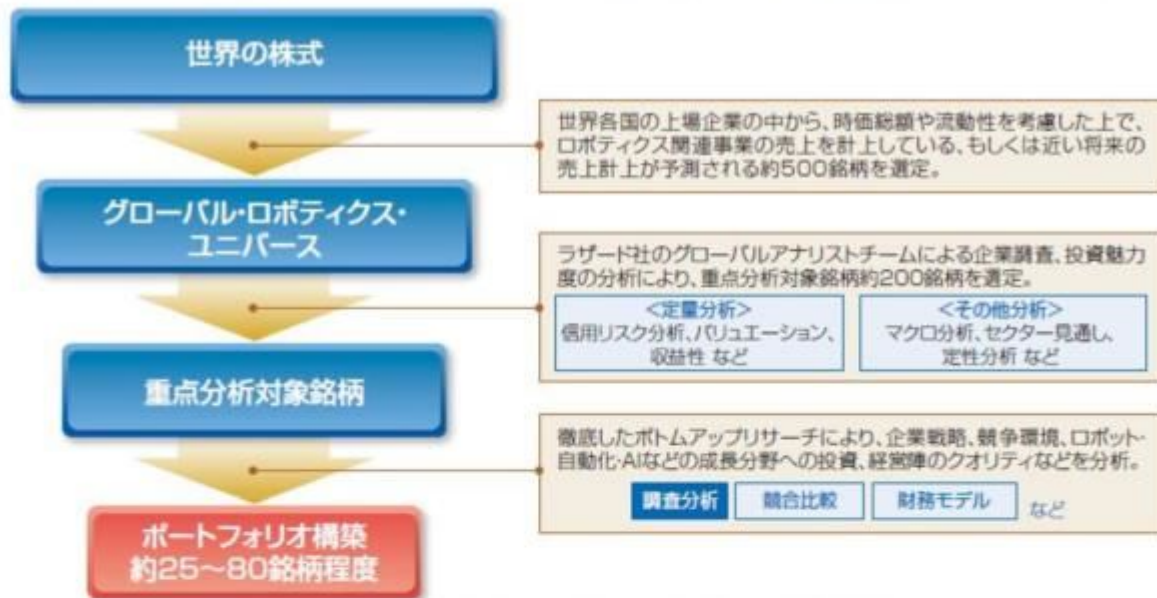 世界の株式
世界各国の上場企業の中から、時価総額や流動性を考慮した上で、
ロボティクス関連事業の売上を計上している、もしくは近い将来の
売上計上が予測される約500銘柄を選定。
グローバル・ロボティクス・
ユニバース
ラザード社のグローバルアナリストチームによる企業調査、投資魅力
度の分析により、重点分析対象銘柄約200銘柄を選定。
<定量分析>
信用リスク分析、バリュエーション、
収益性 など
<その他分析>
マクロ分析、セクター見通し、
定性分析 など
重点分析対象銘柄
徹底したボトムアップリサーチにより、企業戦略、競争環境、ロボット・
自動化・AIなどの成長分野への投資、経営陣のクオリティなどを分析。
調査分析
競合比較
財務モデル
など
ポートフォリオ構築
約25～80銘柄程度